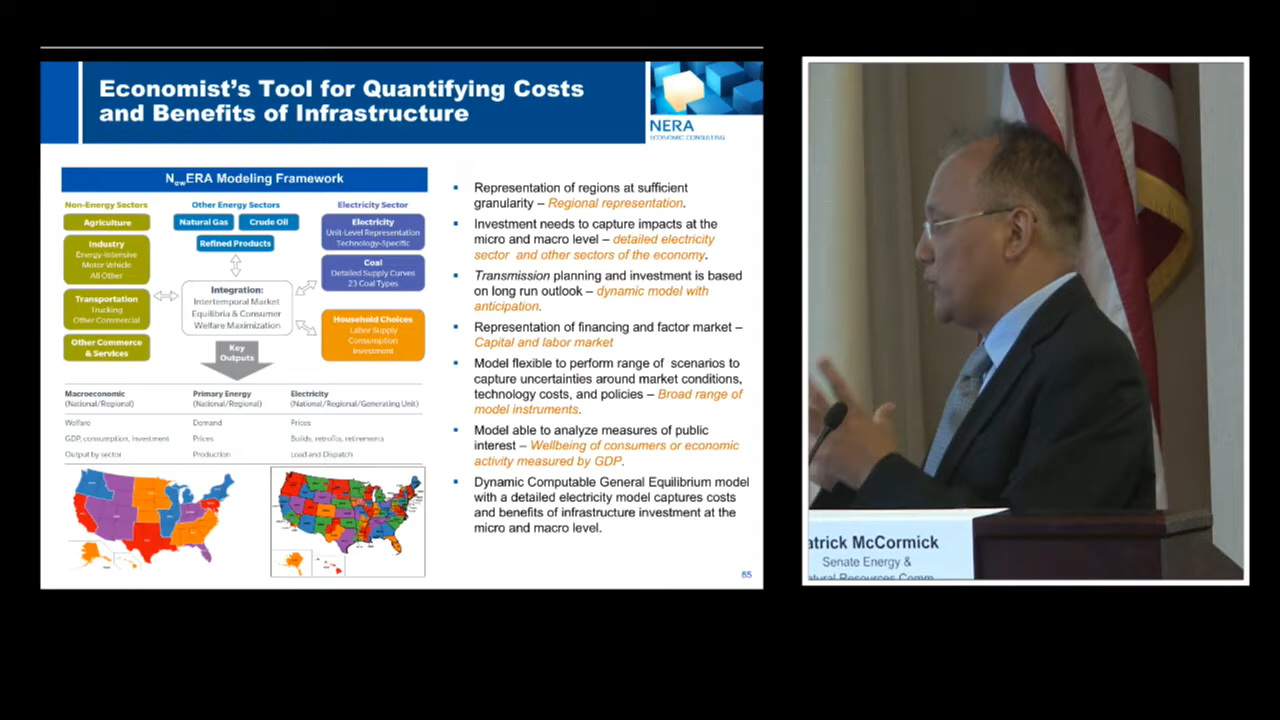 Economist's Tool for Quantifying Costs
and Benefits of Infrastructure
NERA
ECONOMIC CONSULTING
NewERA Modeling Framework
Non-Energy Sectors
Agriculture
Industry
Energy-Intensive
Motor Vehicle
All Other
Transportation
Trucking
Other Commercial
Other Commerce
& Services
Other Energy Sectors
Natural Gas
Crude Oil
Refined Products
Integration:
Intertemporal Market
Equilibria & Consumer
Welfare Maximization
Key
Outputs
Electricity Sector
Electricity
Unit-Level Representation
Technology-Specific
Coal
Detailed Supply Curves
23 Coal Types
Household Choices
Labor Supply
Consumption
Investment
Macroeconomic
(National/Regional)
Welfare
GDP, consumption, investment
Output by sector
Primary Energy
(National/Regional)
Demand
Prices
Production
Electricity
(National/Regional/Generating Unit)
Prices
Builds, retrofits, retirements
Load and Dispatch
▪ Representation of regions at sufficient
granularity – Regional representation.
▪ Investment needs to capture impacts at the
micro and macro level – detailed electricity
sector and other sectors of the economy.
▪ Transmission planning and investment is based
on long run outlook – dynamic model with
anticipation.
▪ Representation of financing and factor market –
Capital and labor market
▪ Model flexible to perform range of scenarios to
capture uncertainties around market conditions,
technology costs, and policies – Broad range of
model instruments.
▪ Model able to analyze measures of public
interest – Wellbeing of consumers or economic
activity measured by GDP.
▪ Dynamic Computable General Equilibrium model
with a detailed electricity model captures costs
and benefits of infrastructure investment at the
micro and macro level.
85
atrick McCormick
Senate Energy &
atural Resources Comm